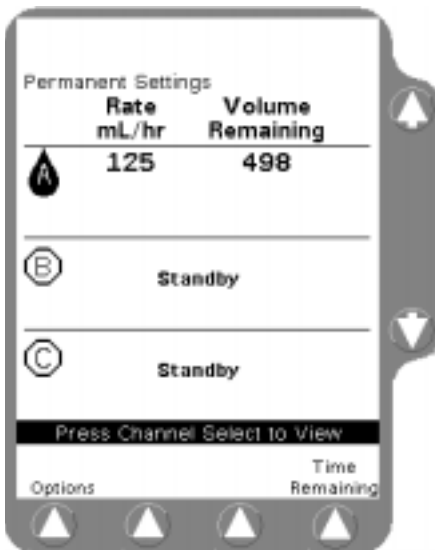 Permanent Settings
Rate Volume
mL/hr Remaining
A 125 498
B Standby
C Standby
Press Channel Select to View
Time
Options Remaining